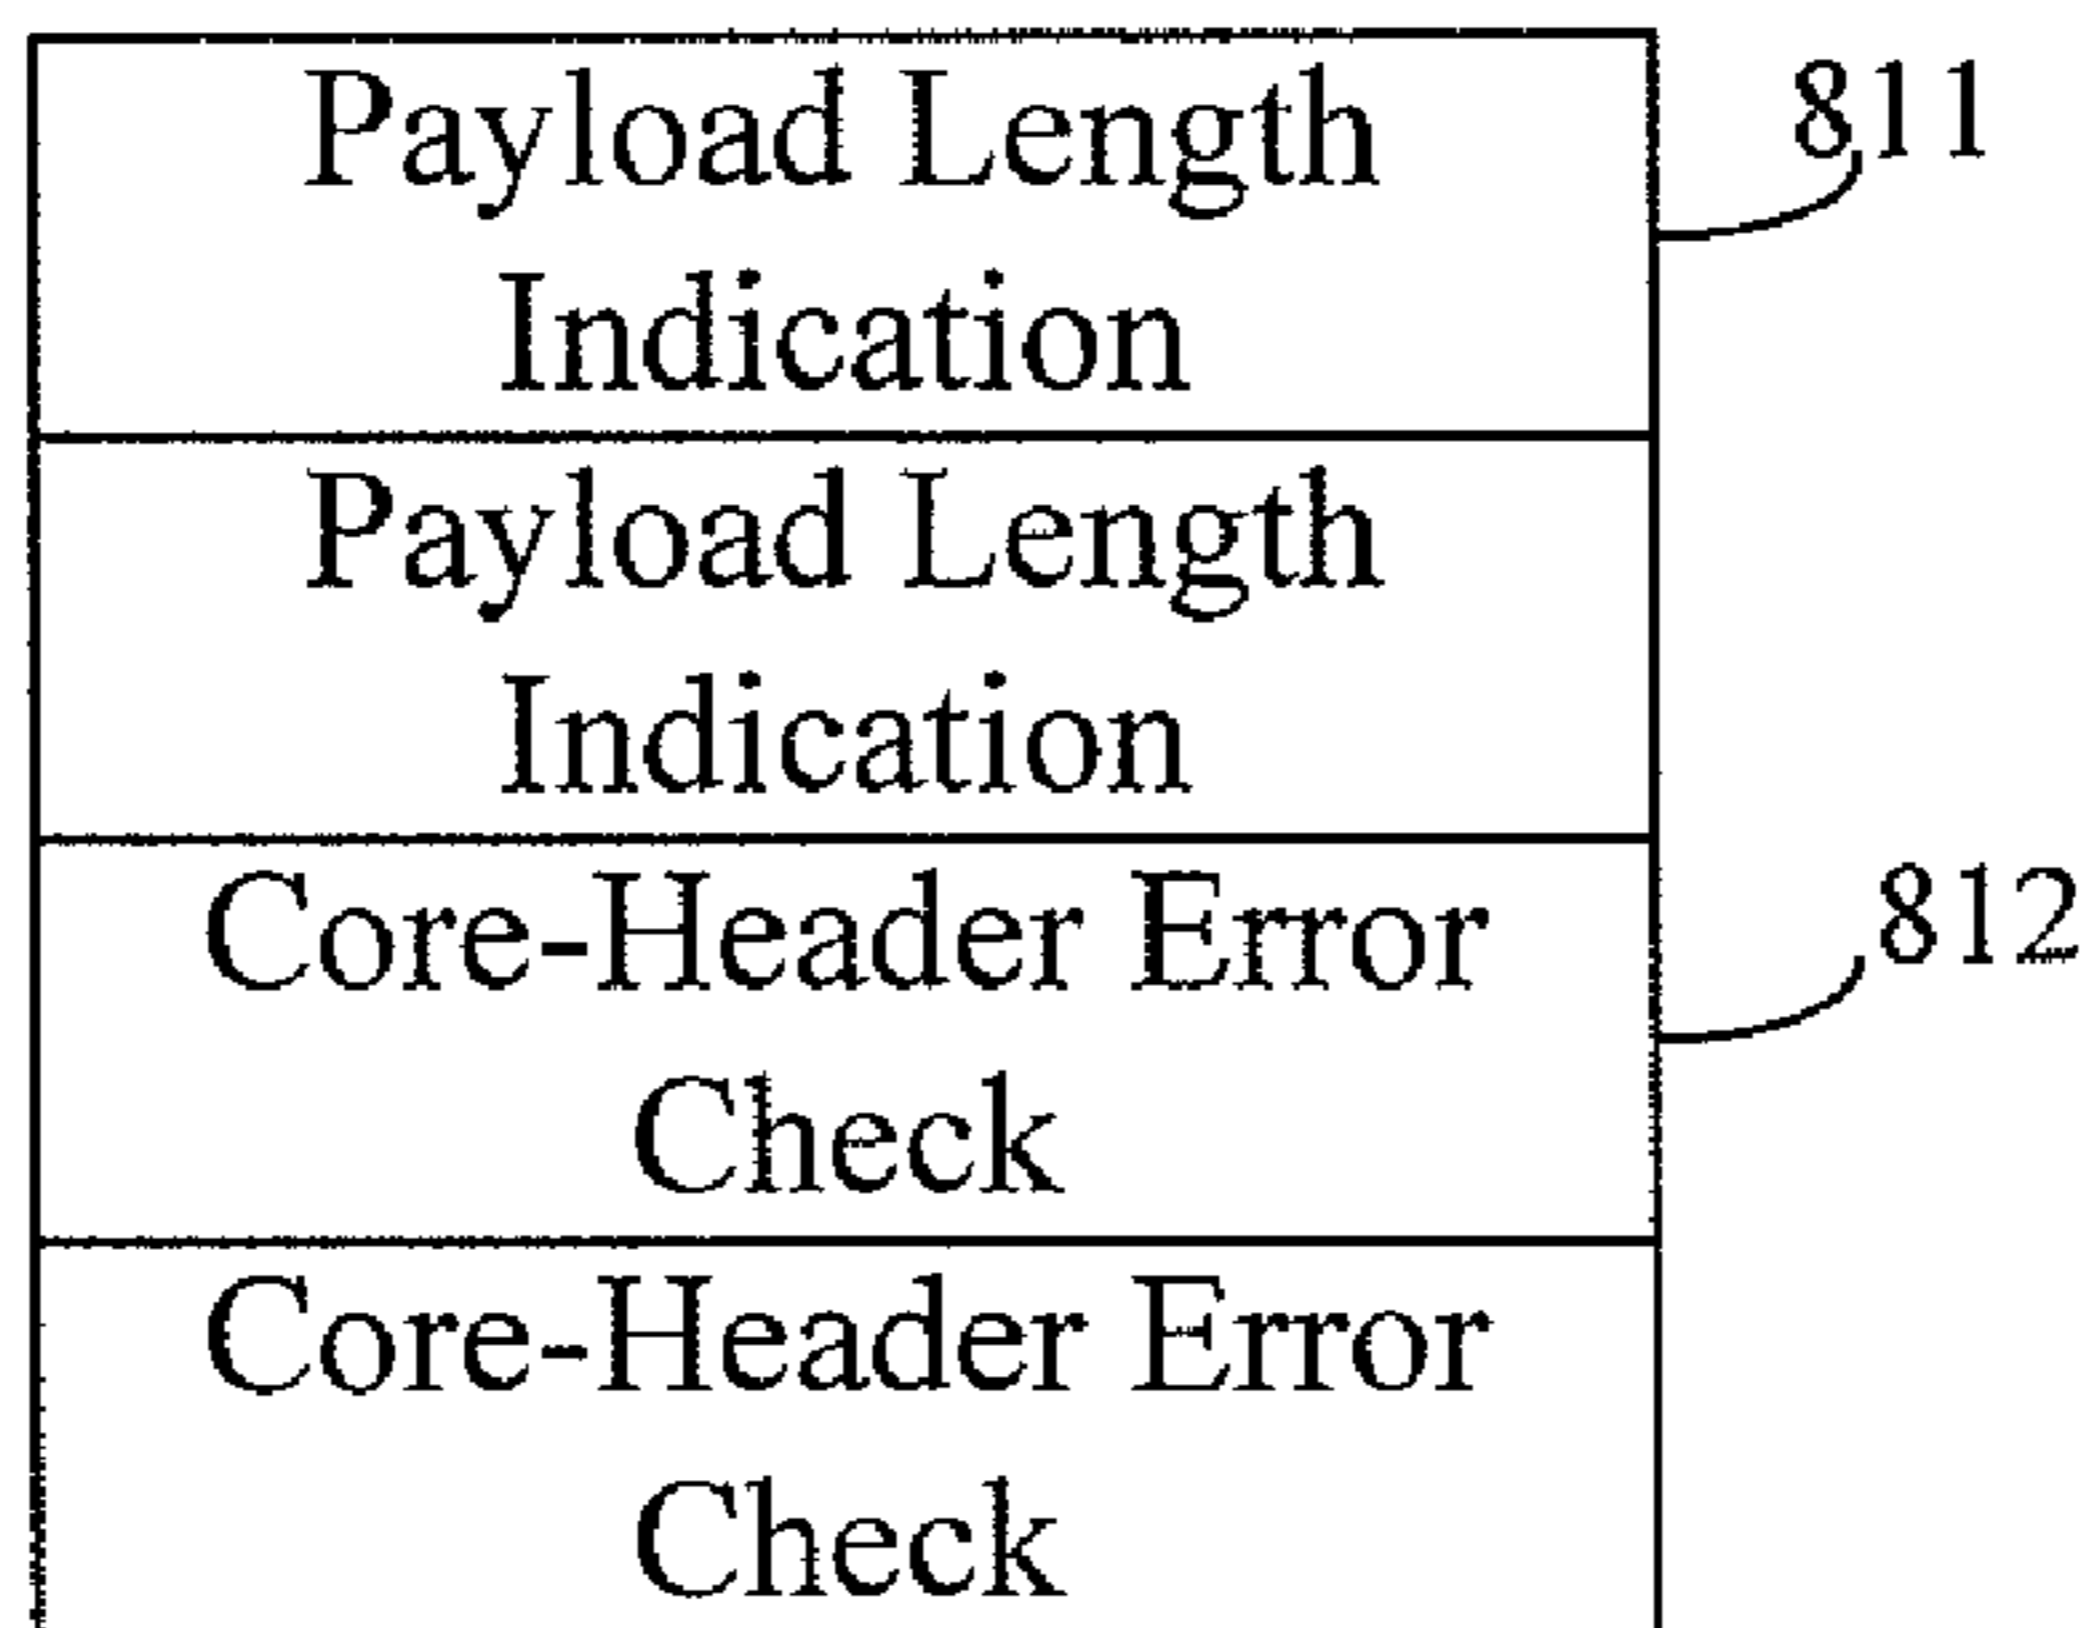 Payload Length 811
Indication
Payload Length
Indication
Core-Header Error 812
Check
Core-Header Error
Check